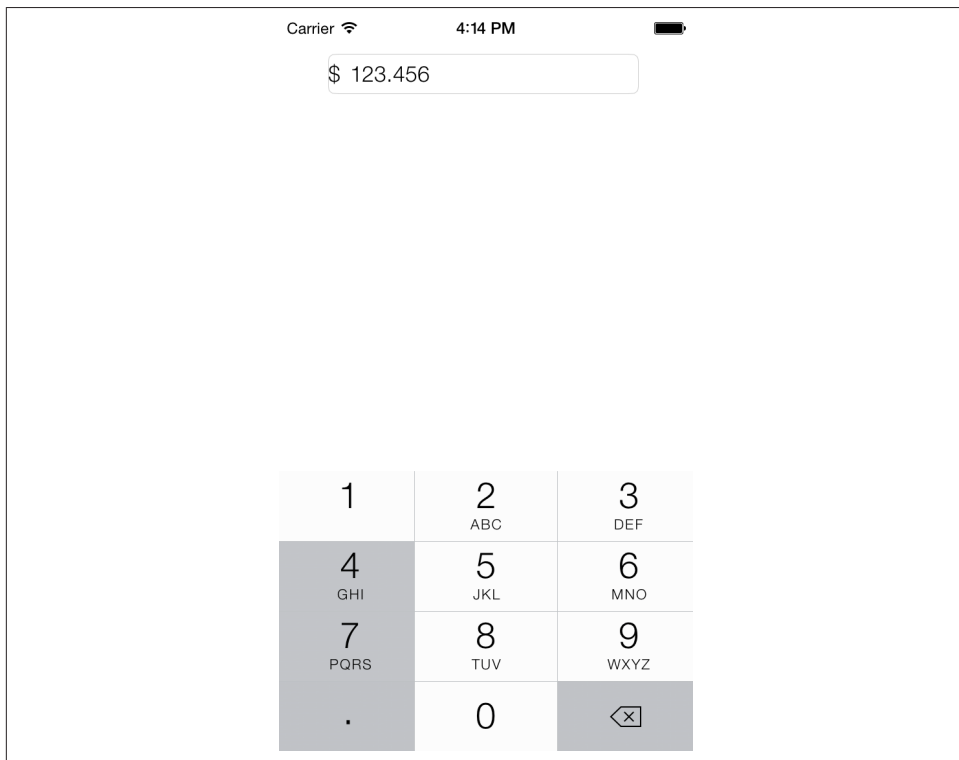 Carrier 4:14 PM
$ 123.456
1 2 3
ABC DEF
4 5 6
GHI JKL MNO
7 8 9
PQRS TUV WXYZ
. 0